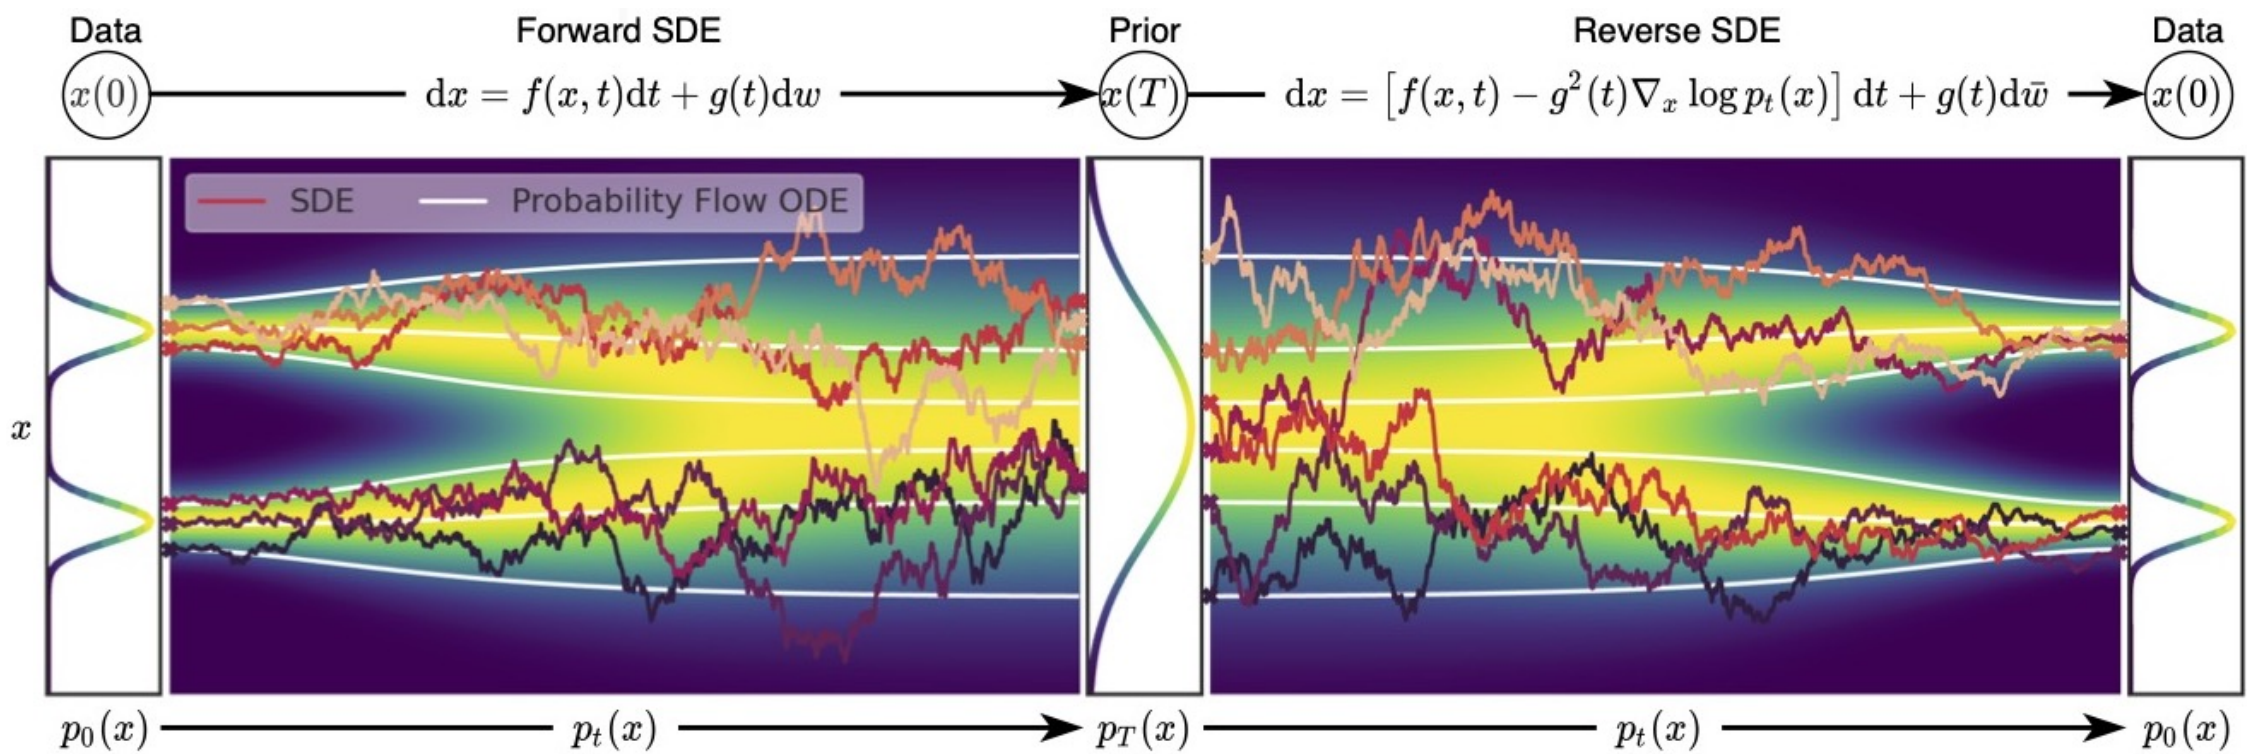 Data Forward SDE Prior Reverse SDE Data
x(0) dx = f(x, t)dt + g(t)dw x(T) dx = [f(x, t) − g²(t)∇ₓ log pₜ(x)] dt + g(t)dw̄ x(0)
SDE Probability Flow ODE
x
p₀(x) pₜ(x) p_T(x) pₜ(x) p₀(x)